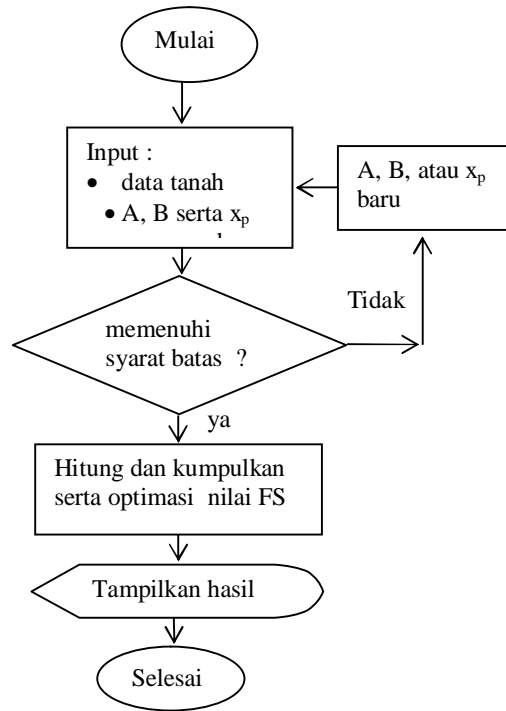 Mulai
Input :
• data tanah
• A, B serta xₚ
A, B, atau xₚ
baru
Tidak
memenuhi
syarat batas ?
ya
Hitung dan kumpulkan
serta optimasi nilai FS
Tampilkan hasil
Selesai